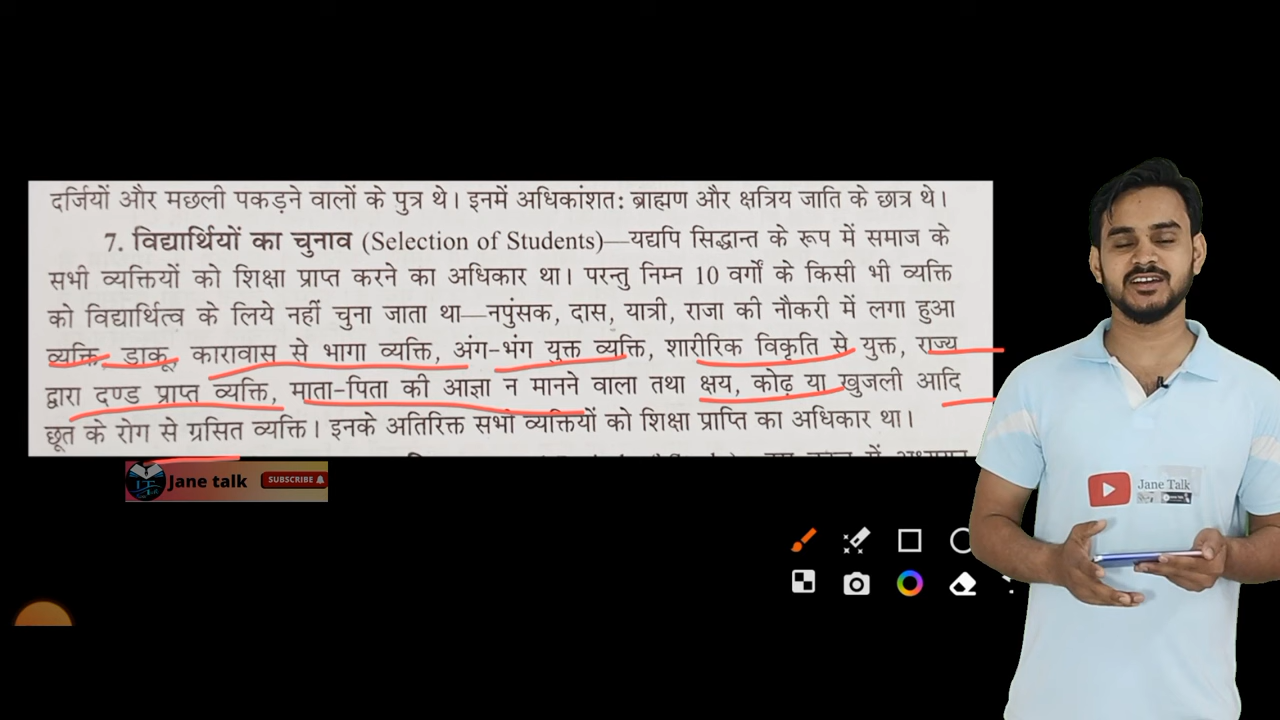 दर्जियों और मछली पकड़ने वालों के पुत्र थे। इनमें अधिकांशत: ब्राह्मण और क्षत्रिय जाति के छात्र थे।
7. विद्यार्थियों का चुनाव (Selection of Students)—यद्यपि सिद्धान्त के रूप में समाज के
सभी व्यक्तियों को शिक्षा प्राप्त करने का अधिकार था। परन्तु निम्न 10 वर्गों के किसी भी व्यक्ति
को विद्यार्थित्व के लिये नहीं चुना जाता था—नपुंसक, दास, यात्री, राजा की नौकरी में लगा हुआ
व्यक्ति, डाकू, कारावास से भागा व्यक्ति, अंग-भंग युक्त व्यक्ति, शारीरिक विकृति से युक्त, राज्य
द्वारा दण्ड प्राप्त व्यक्ति, माता-पिता की आज्ञा न मानने वाला तथा क्षय, कोढ़ या खुजली आदि
छूत के रोग से ग्रसित व्यक्ति। इनके अतिरिक्त सभी व्यक्तियों को शिक्षा प्राप्ति का अधिकार था।
Jane talk SUBSCRIBE
Jane Talk